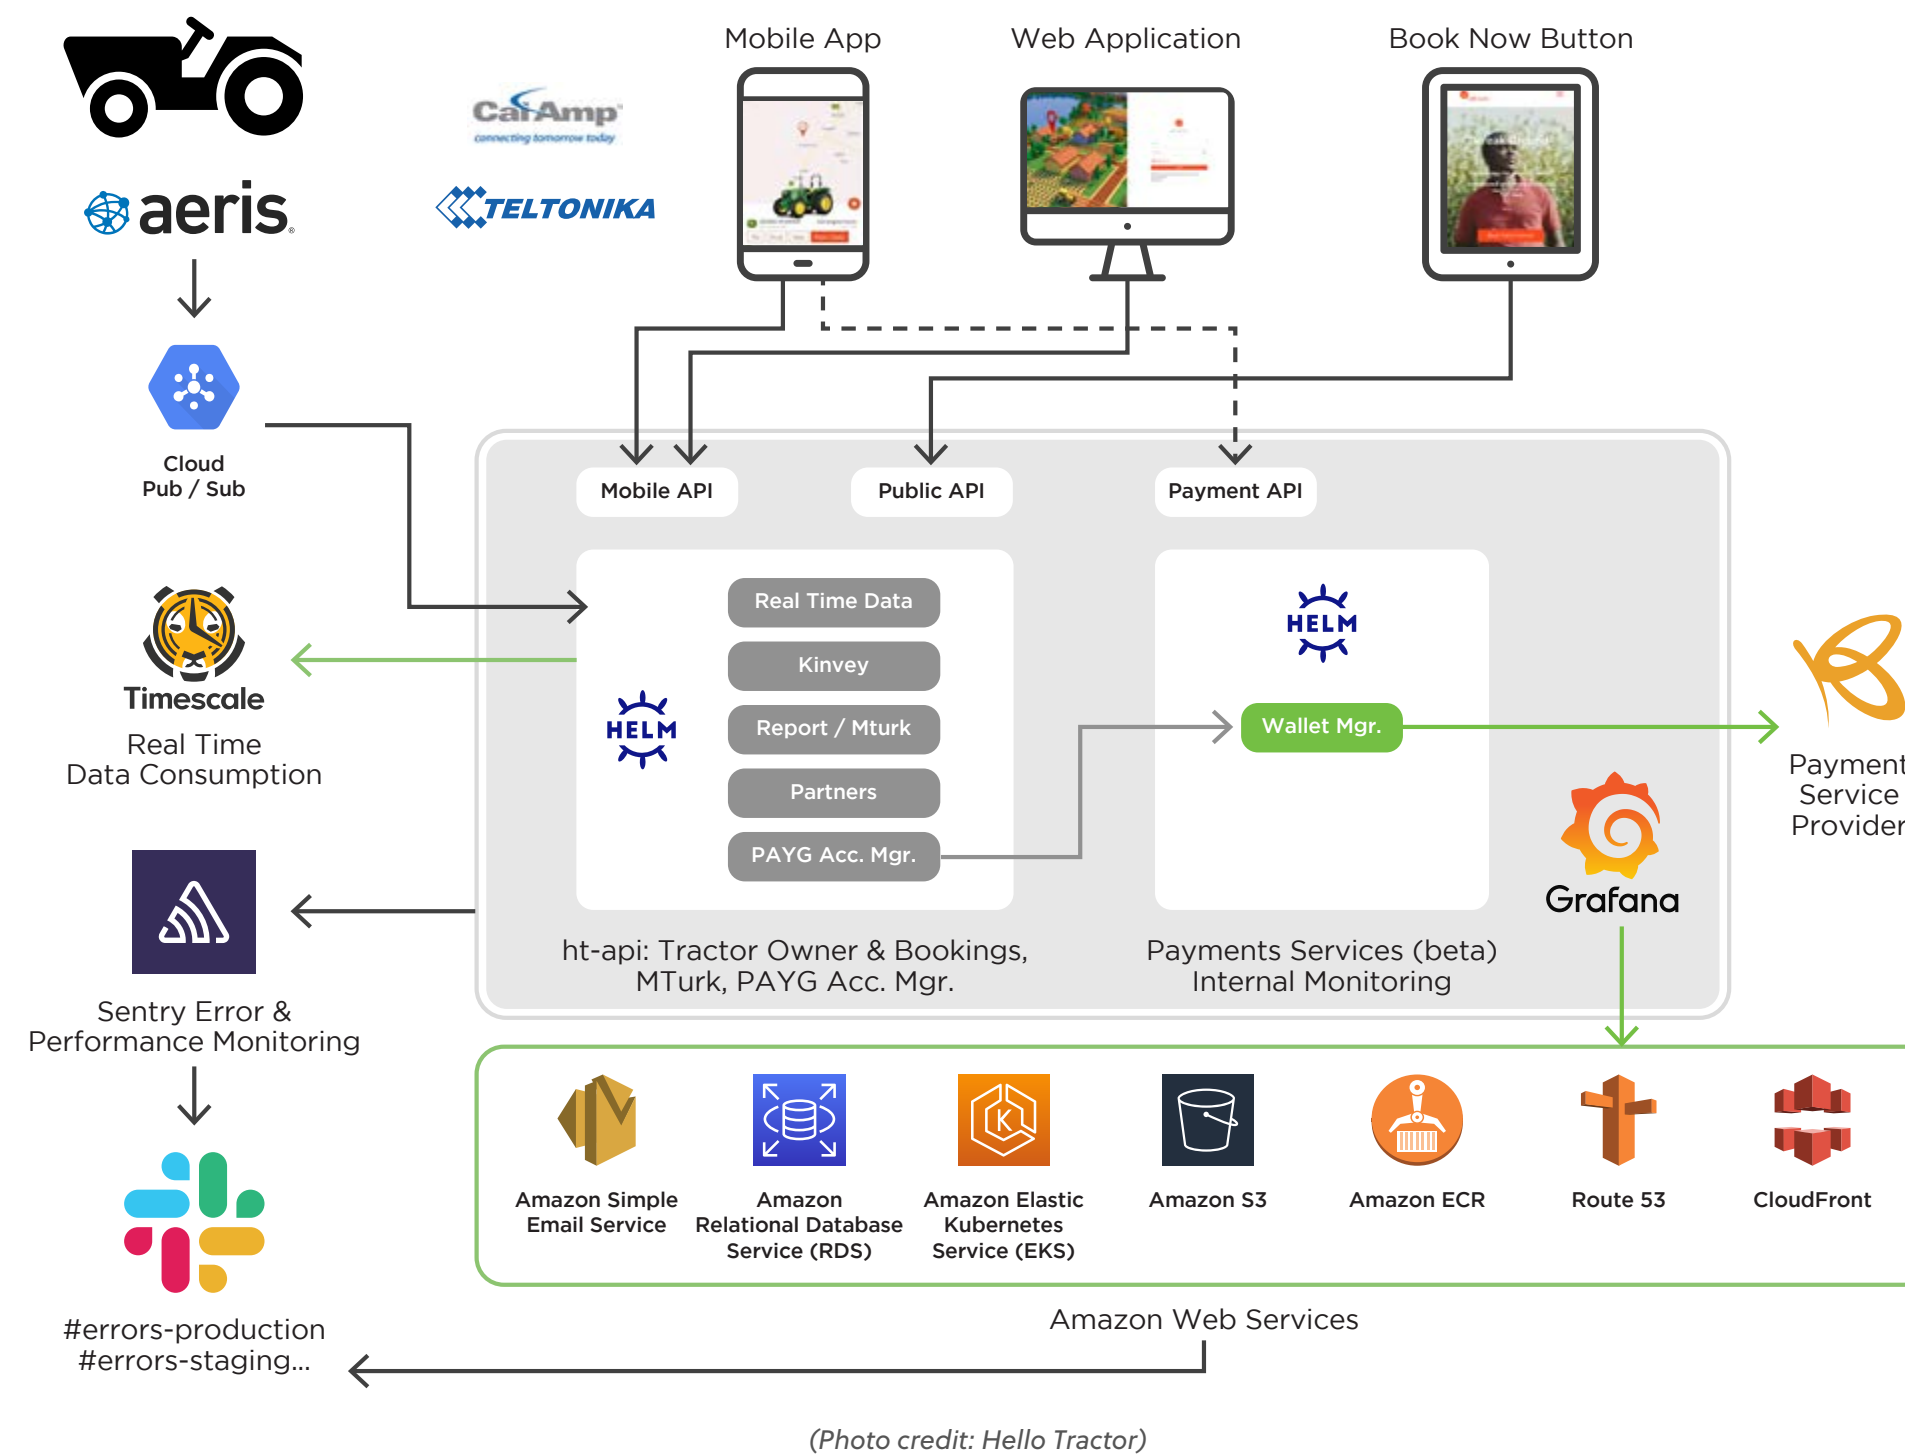 Mobile App
Web Application
Book Now Button
CalAmp
connecting tomorrow today
aeris
TELTONIKA
Cloud
Pub / Sub
Mobile API
Public API
Payment API
Real Time Data
Kinvey
Report / Mturk
Partners
PAYG Acc. Mgr.
HELM
HELM
Wallet Mgr.
Timescale
Real Time
Data Consumption
Payment
Service
Provider
Grafana
ht-api: Tractor Owner & Bookings,
MTurk, PAYG Acc. Mgr.
Payments Services (beta)
Internal Monitoring
Sentry Error &
Performance Monitoring
Amazon Simple
Email Service
Amazon
Relational Database
Service (RDS)
Amazon Elastic
Kubernetes
Service (EKS)
Amazon S3
Amazon ECR
Route 53
CloudFront
#errors-production
#errors-staging...
Amazon Web Services
(Photo credit: Hello Tractor)